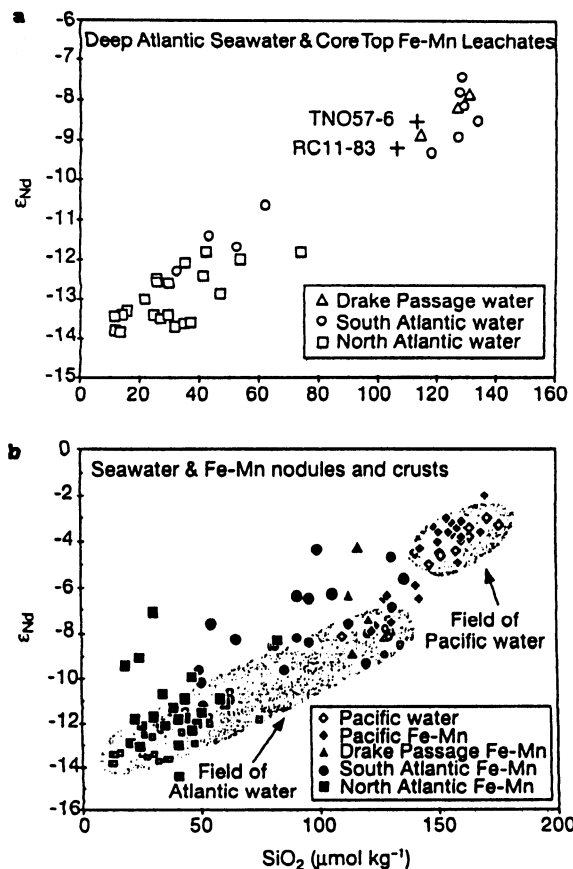 a
Deep Atlantic Seawater & Core Top Fe-Mn Leachates
-6
-7
-8
-9
-10
-11
-12
-13
-14
-15
εNd
TNO57-6
RC11-83
Drake Passage water
South Atlantic water
North Atlantic water
0 20 40 60 80 100 120 140 160
b
Seawater & Fe-Mn nodules and crusts
0
-2
-4
-6
-8
-10
-12
-14
-16
εNd
Field of
Pacific water
Field of
Atlantic water
Pacific water
Pacific Fe-Mn
Drake Passage Fe-Mn
South Atlantic Fe-Mn
North Atlantic Fe-Mn
0 50 100 150 200
SiO₂ (μmol kg⁻¹)